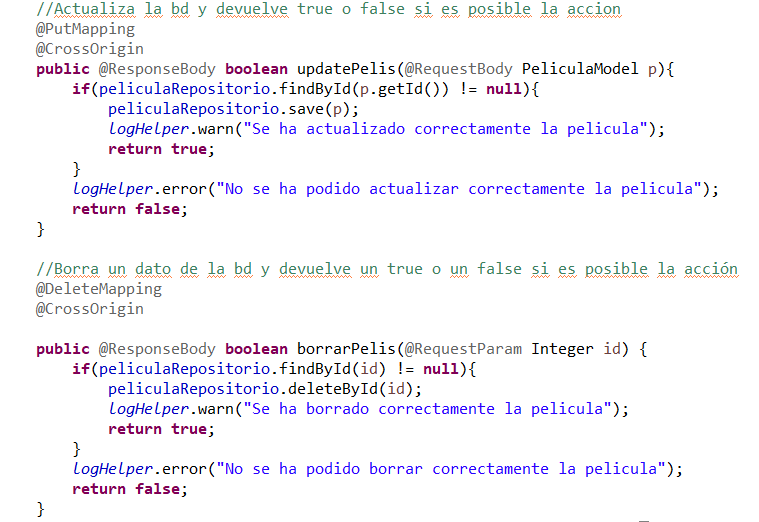 //Actualiza la bd y devuelve true o false si es posible la accion
@PutMapping
@CrossOrigin
public @ResponseBody boolean updatePelis(@RequestBody PeliculaModel p){
if(peliculaRepositorio.findById(p.getId()) != null){
peliculaRepositorio.save(p);
logHelper.warn("Se ha actualizado correctamente la pelicula");
return true;
}
logHelper.error("No se ha podido actualizar correctamente la pelicula");
return false;
}
//Borra un dato de la bd y devuelve un true o un false si es posible la acción
@DeleteMapping
@CrossOrigin
public @ResponseBody boolean borrarPelis(@RequestParam Integer id) {
if(peliculaRepositorio.findById(id) != null){
peliculaRepositorio.deleteById(id);
logHelper.warn("Se ha borrado correctamente la pelicula");
return true;
}
logHelper.error("No se ha podido borrar correctamente la pelicula");
return false;
}